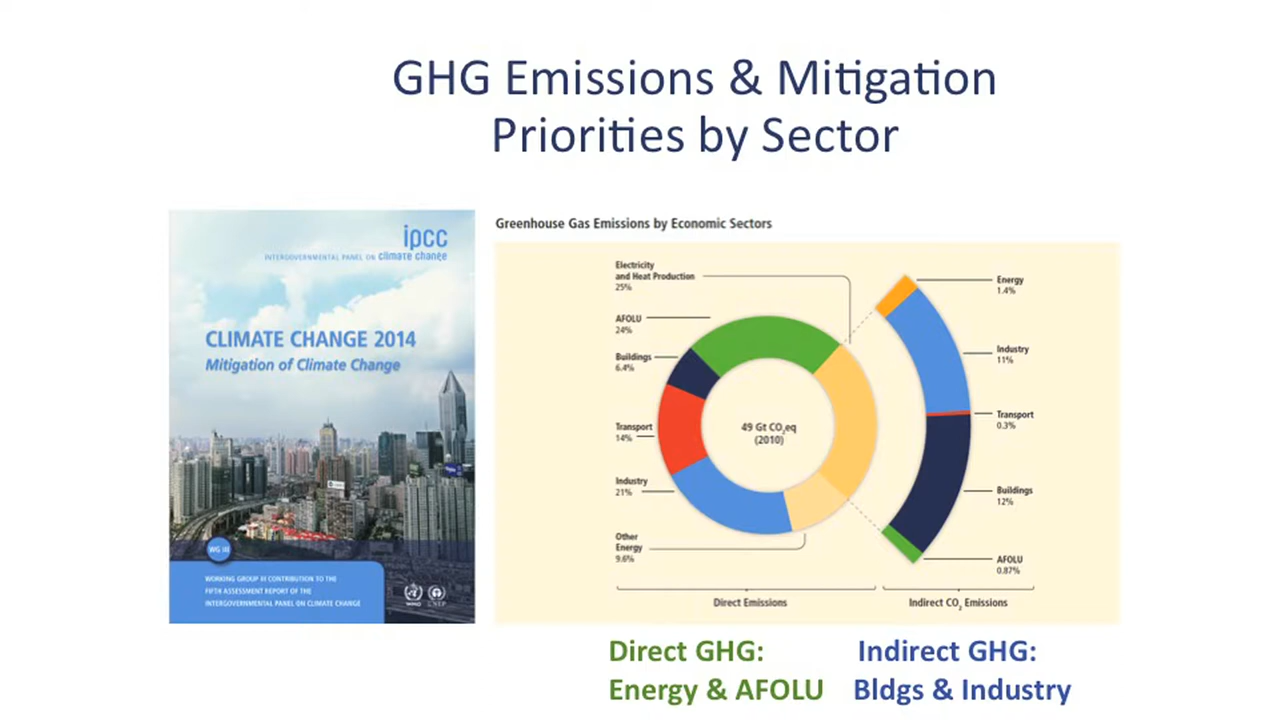 GHG Emissions & Mitigation
Priorities by Sector
ipcc
INTERGOVERNMENTAL PANEL ON climate change
CLIMATE CHANGE 2014
Mitigation of Climate Change
WG III
WORKING GROUP III CONTRIBUTION TO THE
FIFTH ASSESSMENT REPORT OF THE
INTERGOVERNMENTAL PANEL ON CLIMATE CHANGE
WMO
UNEP
Greenhouse Gas Emissions by Economic Sectors
Electricity
and Heat Production
25%
AFOLU
24%
Buildings
6.4%
Transport
14%
Industry
21%
Other
Energy
9.6%
49 Gt CO₂eq
(2010)
Energy
1.4%
Industry
11%
Transport
0.3%
Buildings
12%
AFOLU
0.87%
Direct Emissions
Indirect CO₂ Emissions
Direct GHG:
Energy & AFOLU
Indirect GHG:
Bldgs & Industry